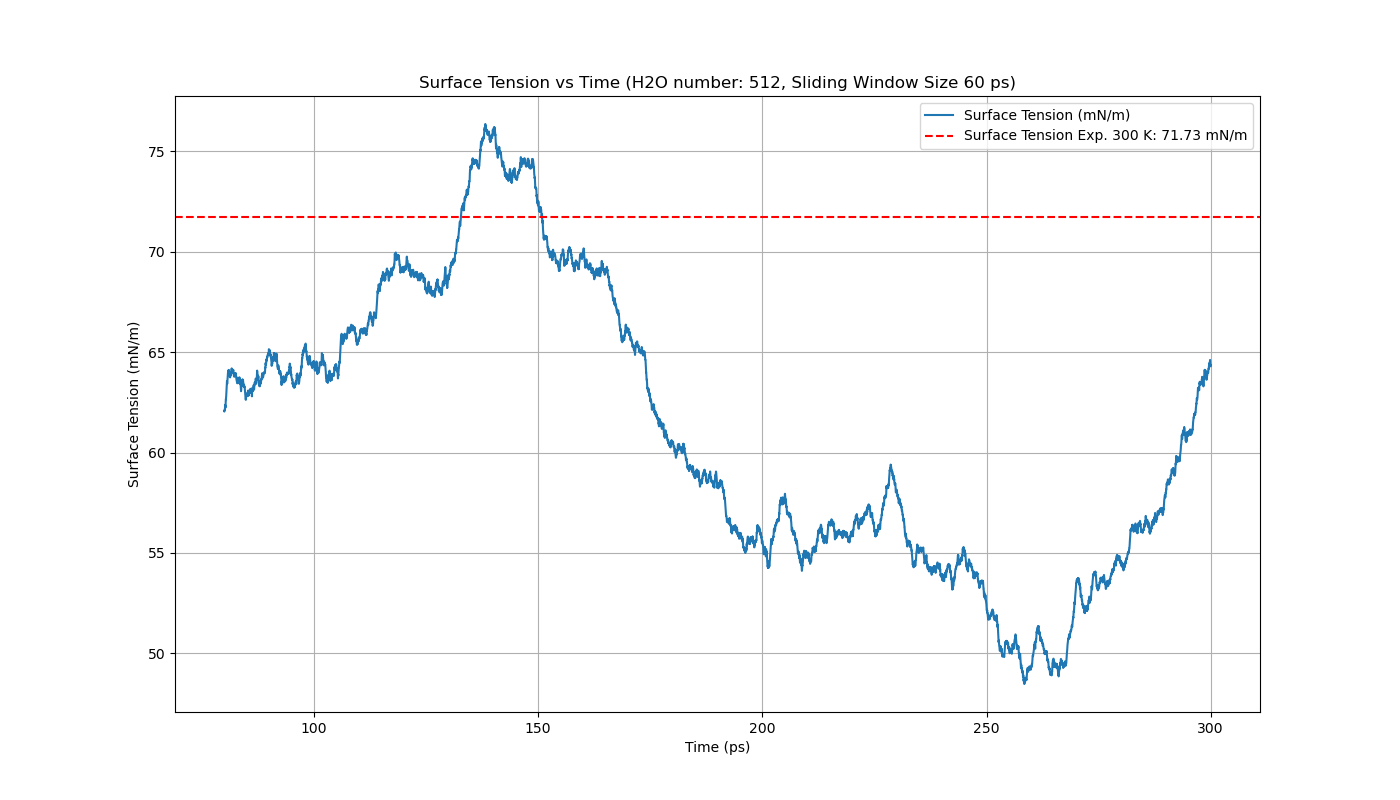 Surface Tension vs Time (H2O number: 512, Sliding Window Size 60 ps)
Surface Tension (mN/m)
Surface Tension Exp. 300 K: 71.73 mN/m
75
70
65
60
55
50
Surface Tension (mN/m)
100
150
200
250
300
Time (ps)